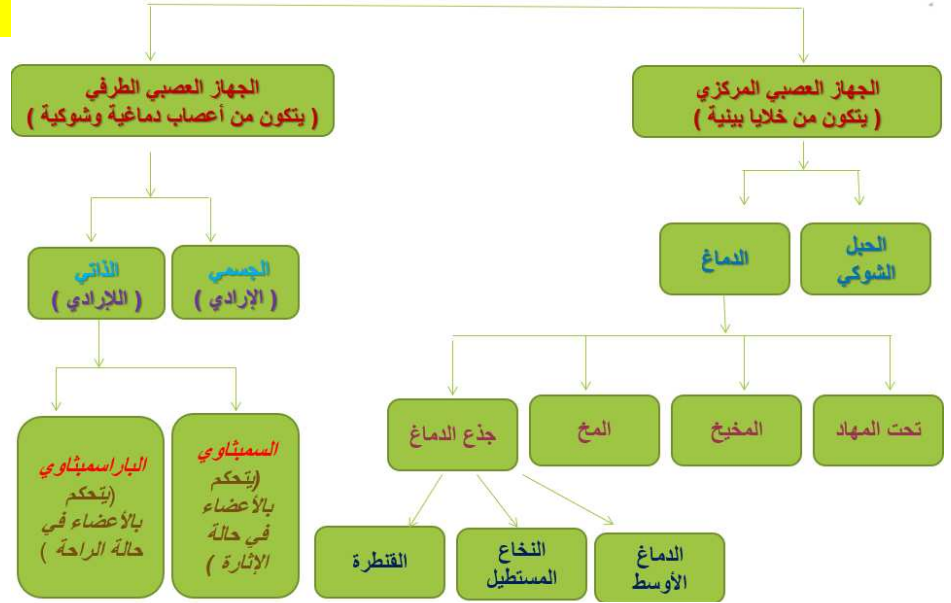 الجهاز العصبي المركزي
( يتكون من خلايا بينية )
الجهاز العصبي الطرفي
( يتكون من أعصاب دماغية وشوكية )
الحبل
الشوكي
الدماغ
الجسمي
( الإرادي )
الذاتي
( اللاإرادي )
تحت المهاد
المخيخ
المخ
جذع الدماغ
السمبثاوي
(يتحكم
بالأعضاء
في حالة
الإثارة )
الباراسمبثاوي
(يتحكم
بالأعضاء في
حالة الراحة )
الدماغ
الأوسط
النخاع
المستطيل
القنطرة